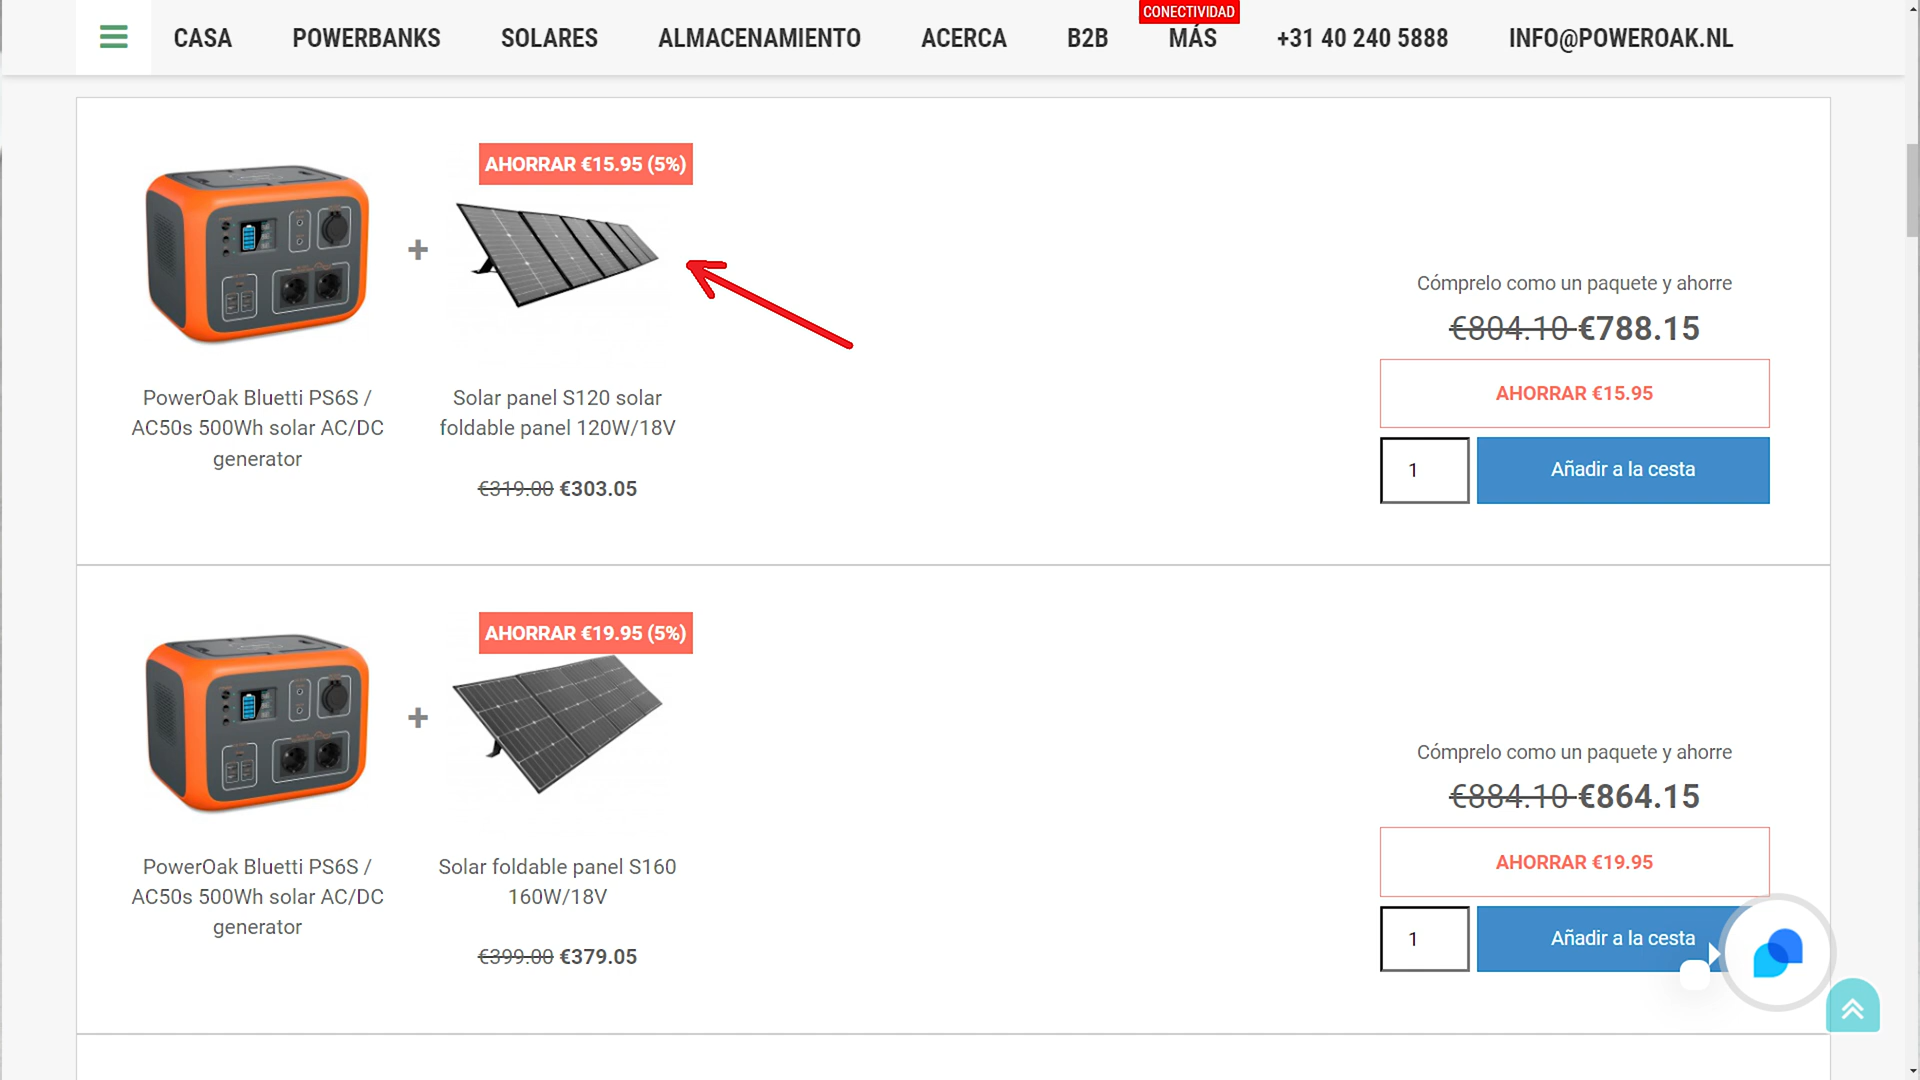 CONECTIVIDAD
CASA POWERBANKS SOLARES ALMACENAMIENTO ACERCA B2B MÁS +31 40 240 5888 INFO@POWEROAK.NL
AHORRAR €15.95 (5%)
+
PowerOak Bluetti PS6S /
AC50s 500Wh solar AC/DC
generator
Solar panel S120 solar
foldable panel 120W/18V
€319.00 €303.05
Cómprelo como un paquete y ahorre
€804.10 €788.15
AHORRAR €15.95
1 Añadir a la cesta
AHORRAR €19.95 (5%)
+
PowerOak Bluetti PS6S /
AC50s 500Wh solar AC/DC
generator
Solar foldable panel S160
160W/18V
€399.00 €379.05
Cómprelo como un paquete y ahorre
€884.10 €864.15
AHORRAR €19.95
1 Añadir a la cesta